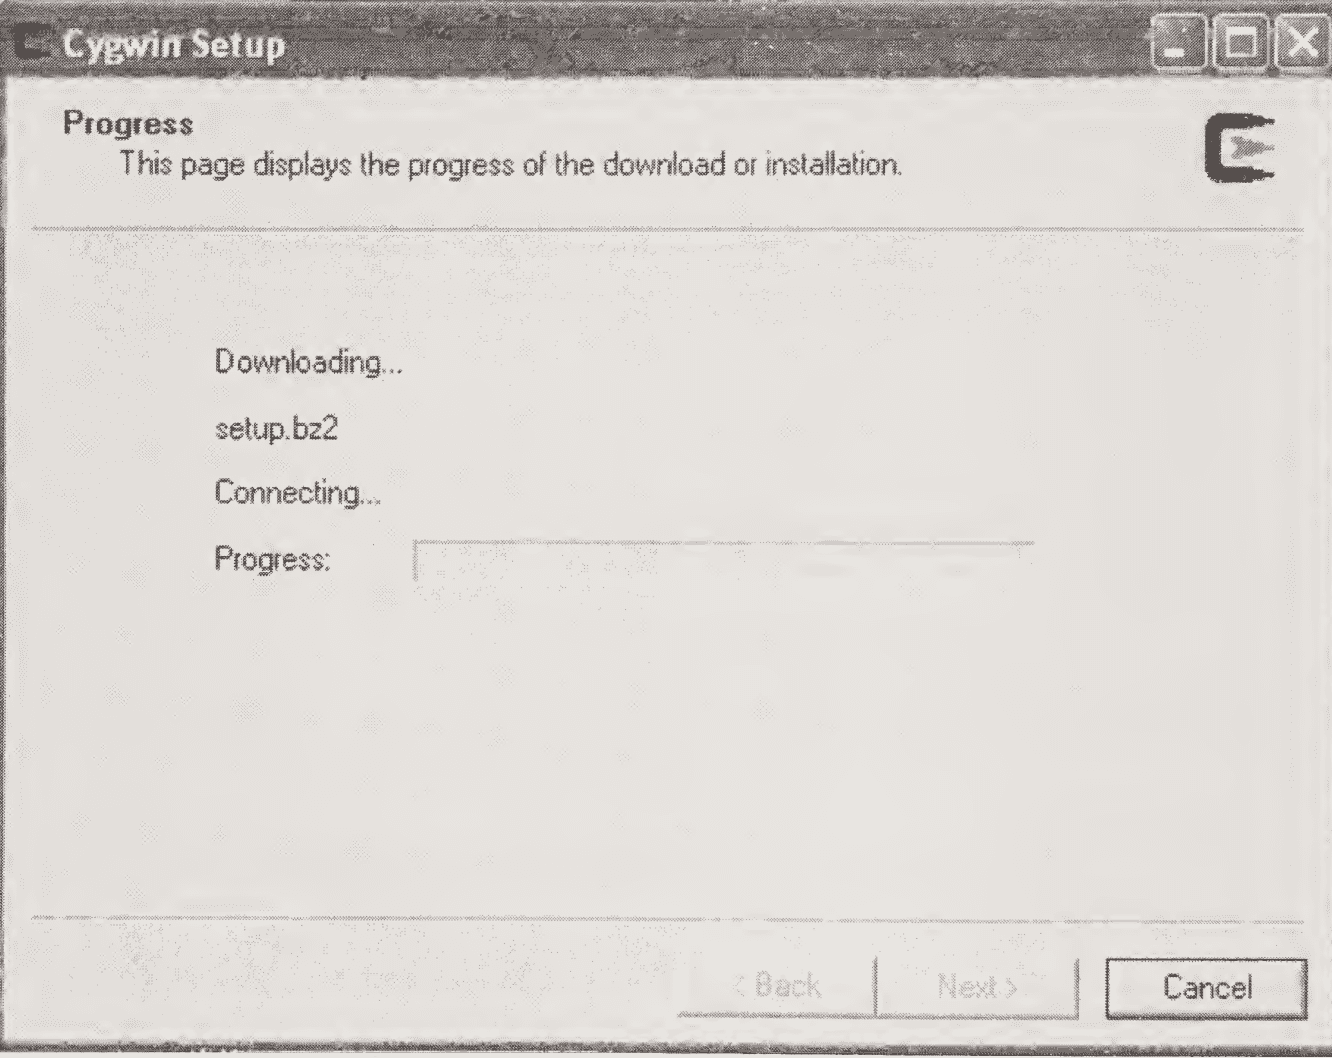 Cygwin Setup
Progress
This page displays the progress of the download or installation.
Downloading...
setup.bz2
Connecting...
Progress:
< Back
Next >
Cancel